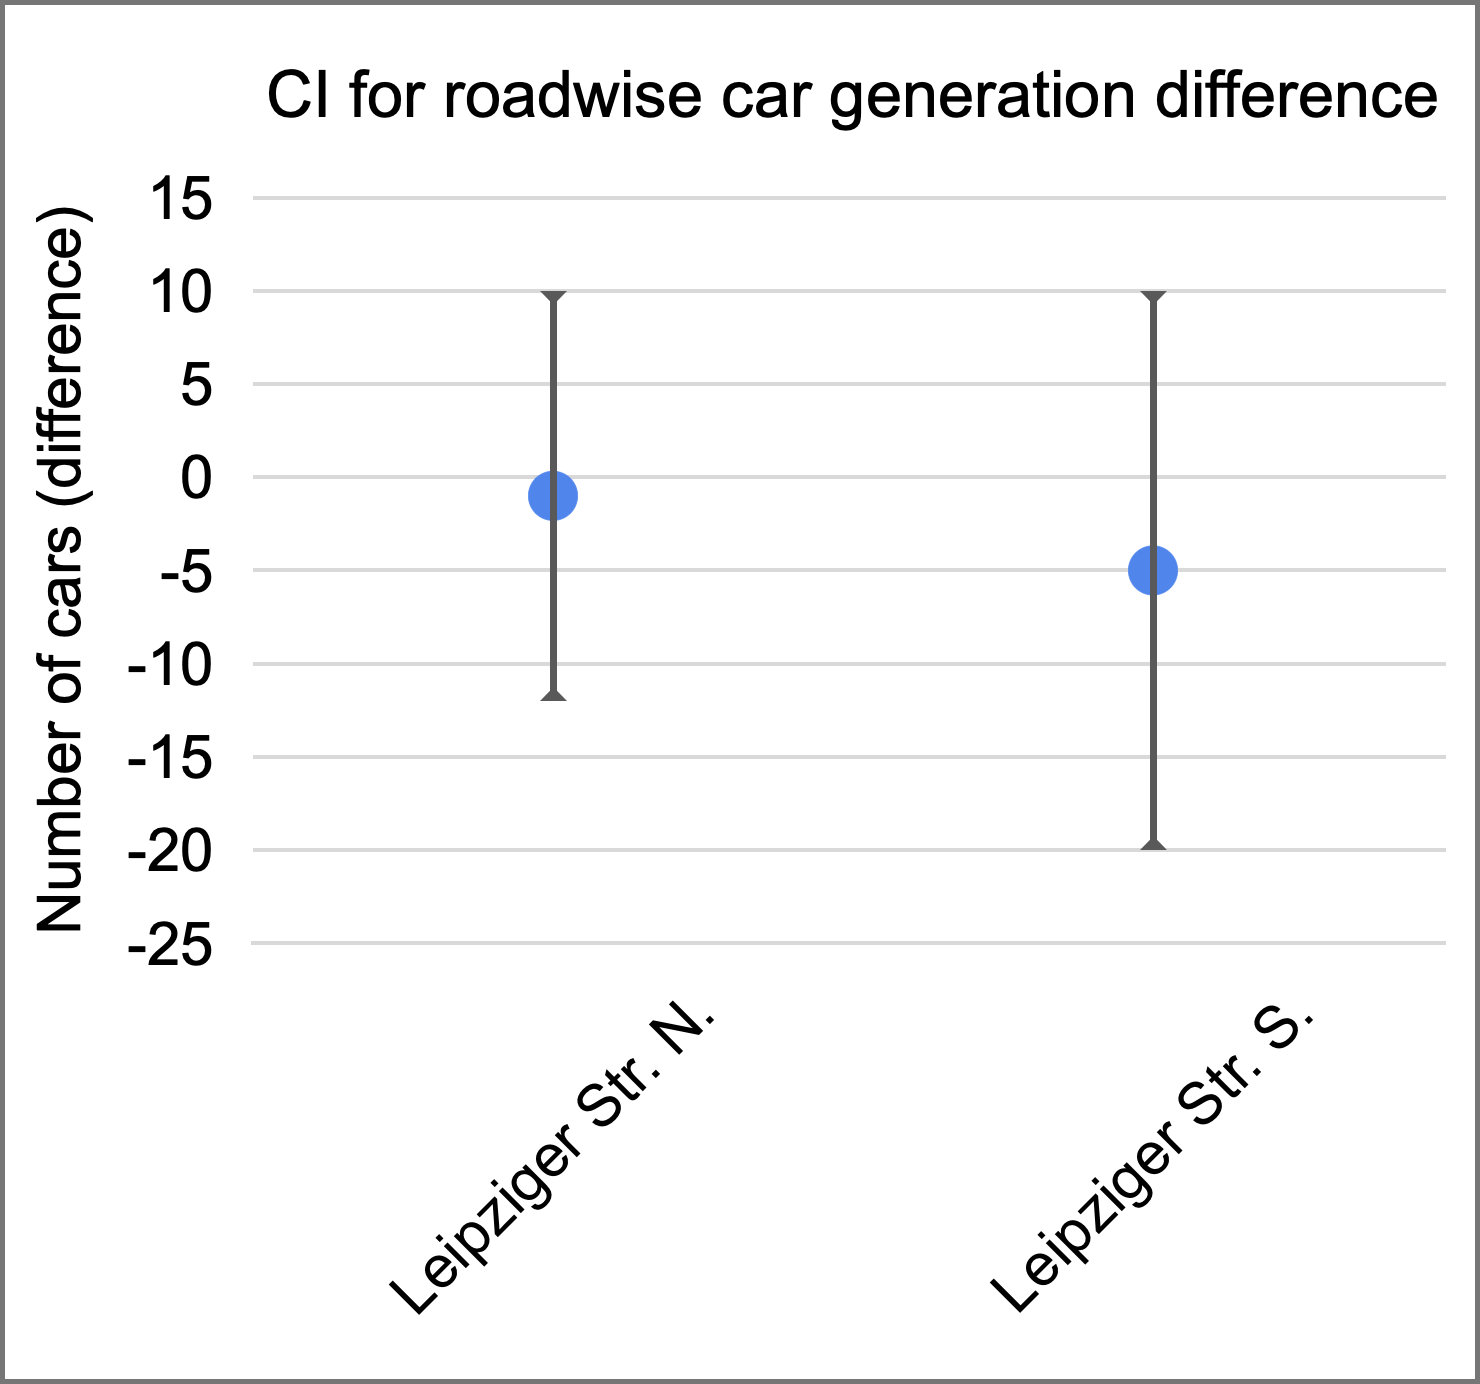 CI for roadwise car generation difference
Number of cars (difference)
15
10
5
0
-5
-10
-15
-20
-25
Leipziger Str. N.
Leipziger Str. S.